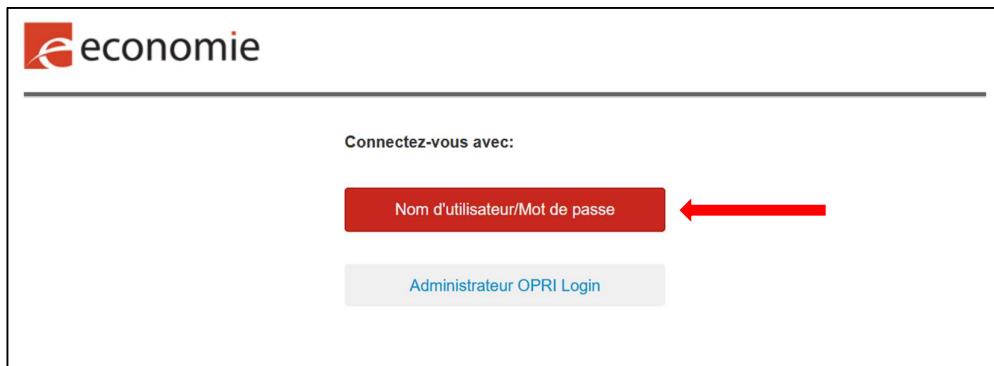 economie
Connectez-vous avec:
Nom d'utilisateur/Mot de passe
Administrateur OPRI Login